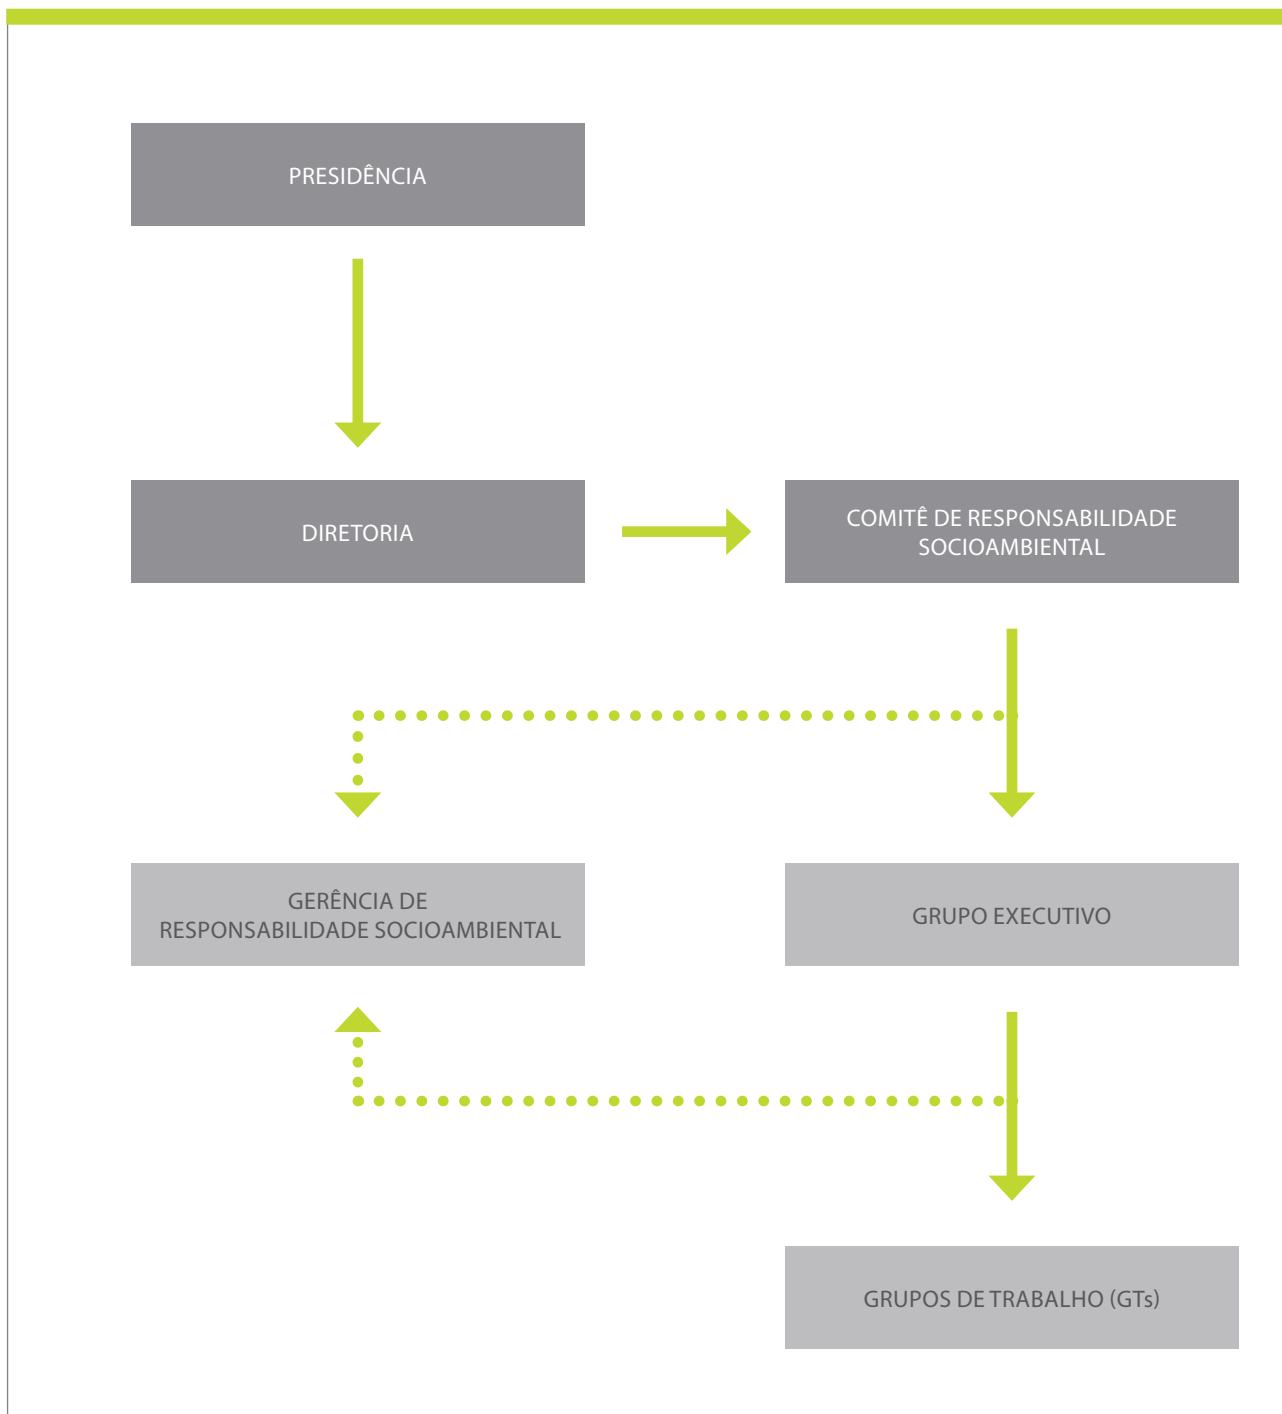 PRESIDÊNCIA
DIRETORIA
COMITÊ DE RESPONSABILIDADE
SOCIOAMBIENTAL
GERÊNCIA DE
RESPONSABILIDADE SOCIOAMBIENTAL
GRUPO EXECUTIVO
GRUPOS DE TRABALHO (GTs)